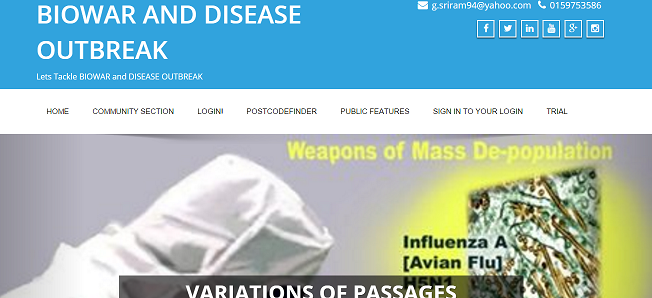 BIOWAR AND DISEASE
OUTBREAK
Lets Tackle BIOWAR and DISEASE OUTBREAK
g.sriram94@yahoo.com 0159753586
HOME COMMUNITY SECTION LOGIN! POSTCODEFINDER PUBLIC FEATURES SIGN IN TO YOUR LOGIN TRIAL
Weapons of Mass De-population
Influenza A
[Avian Flu]
H5N1
VARIATIONS OF PASSAGES